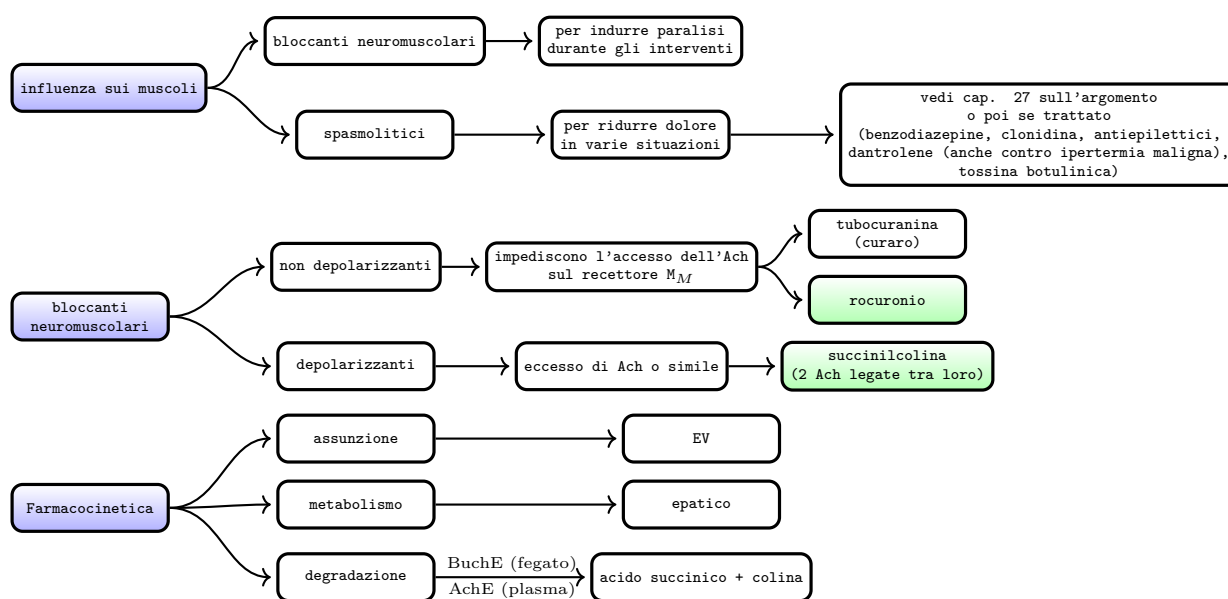 influenza sui muscoli
bloccanti neuromuscolari
per indurre paralisi
durante gli interventi
spasmolitici
per ridurre dolore
in varie situazioni
vedi cap. 27 sull'argomento
o poi se trattato
(benzodiazepine, clonidina, antiepilettici,
dantrolene (anche contro ipertermia maligna),
tossina botulinica)
bloccanti
neuromuscolari
non depolarizzanti
impediscono l'accesso dell'Ach
sul recettore M_M
tubocuranina
(curaro)
rocuronio
depolarizzanti
eccesso di Ach o simile
succinilcolina
(2 Ach legate tra loro)
Farmacocinetica
assunzione
EV
metabolismo
epatico
degradazione
BuchE (fegato)
AchE (plasma)
acido succinico + colina